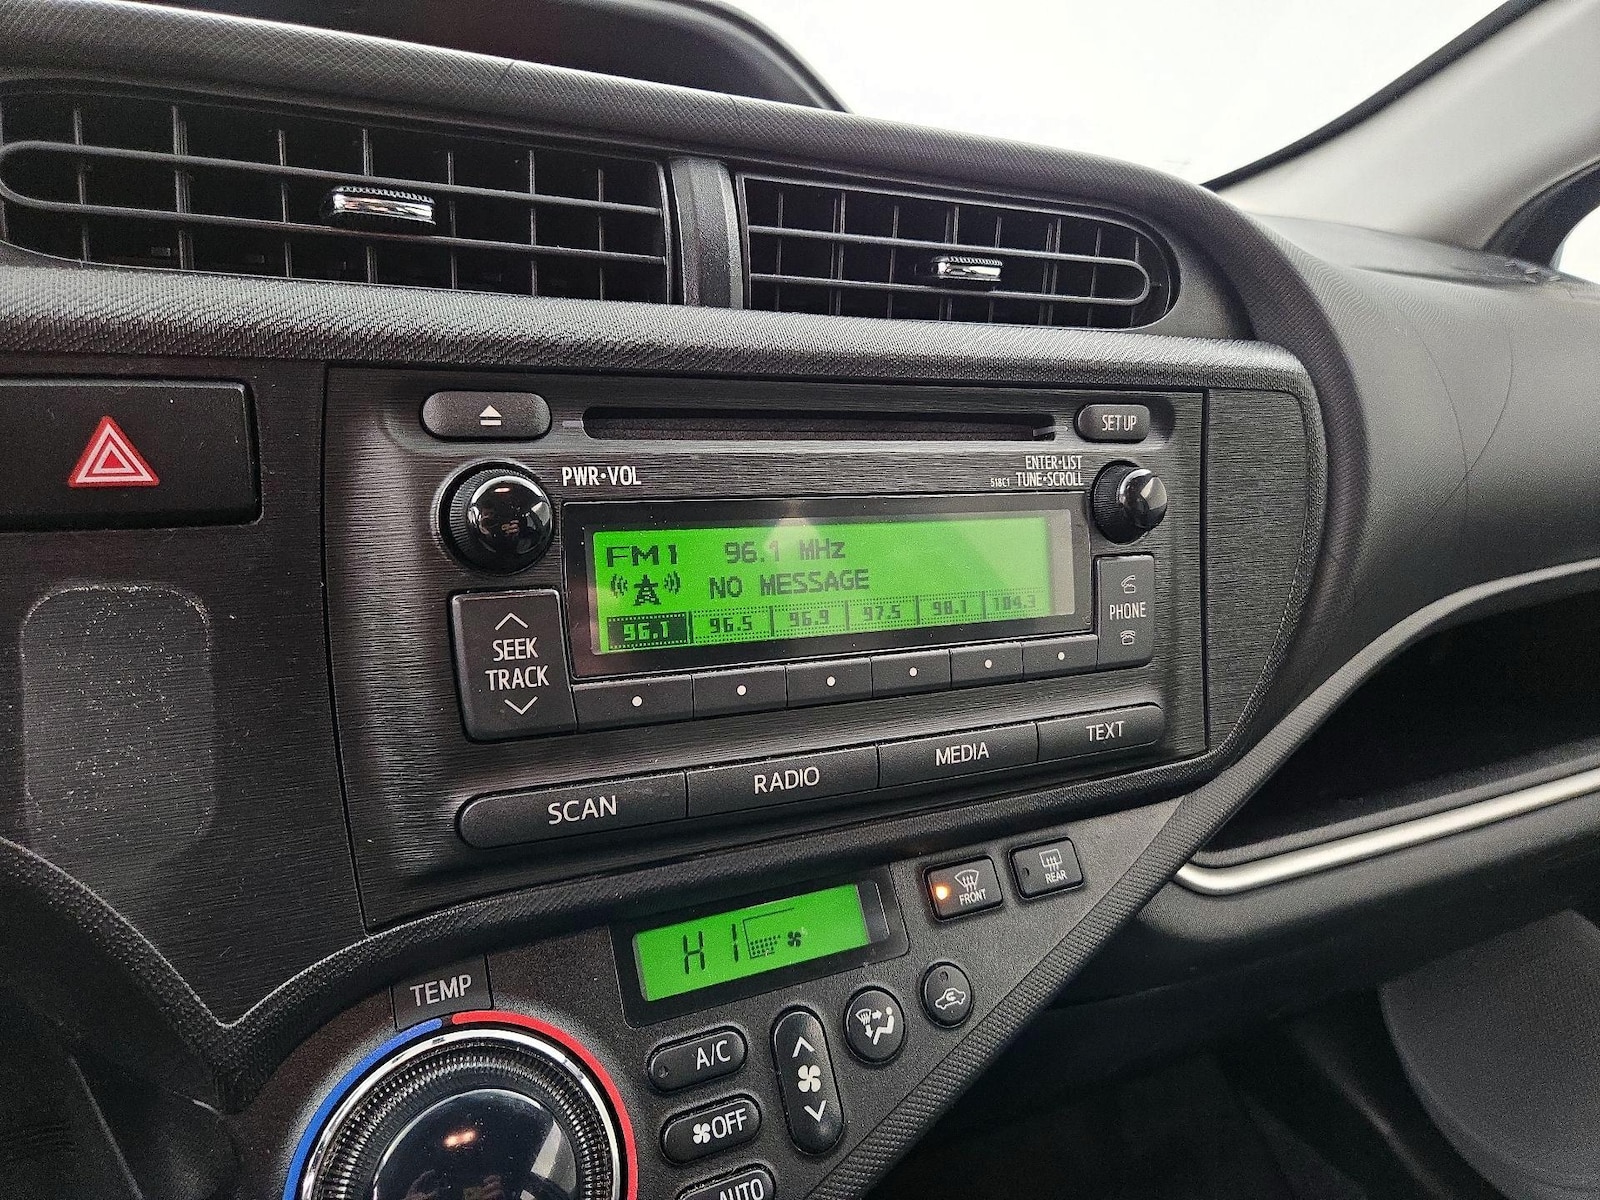 SET UP
PWR•VOL
ENTER•LIST
518C1 TUNE•SCROLL
FM1 96.1 MHz
NO MESSAGE
96.1 96.5 96.9 97.5 98.1 104.3
SEEK
TRACK
PHONE
SCAN RADIO MEDIA TEXT
FRONT REAR
HI
TEMP
A/C
OFF
AUTO